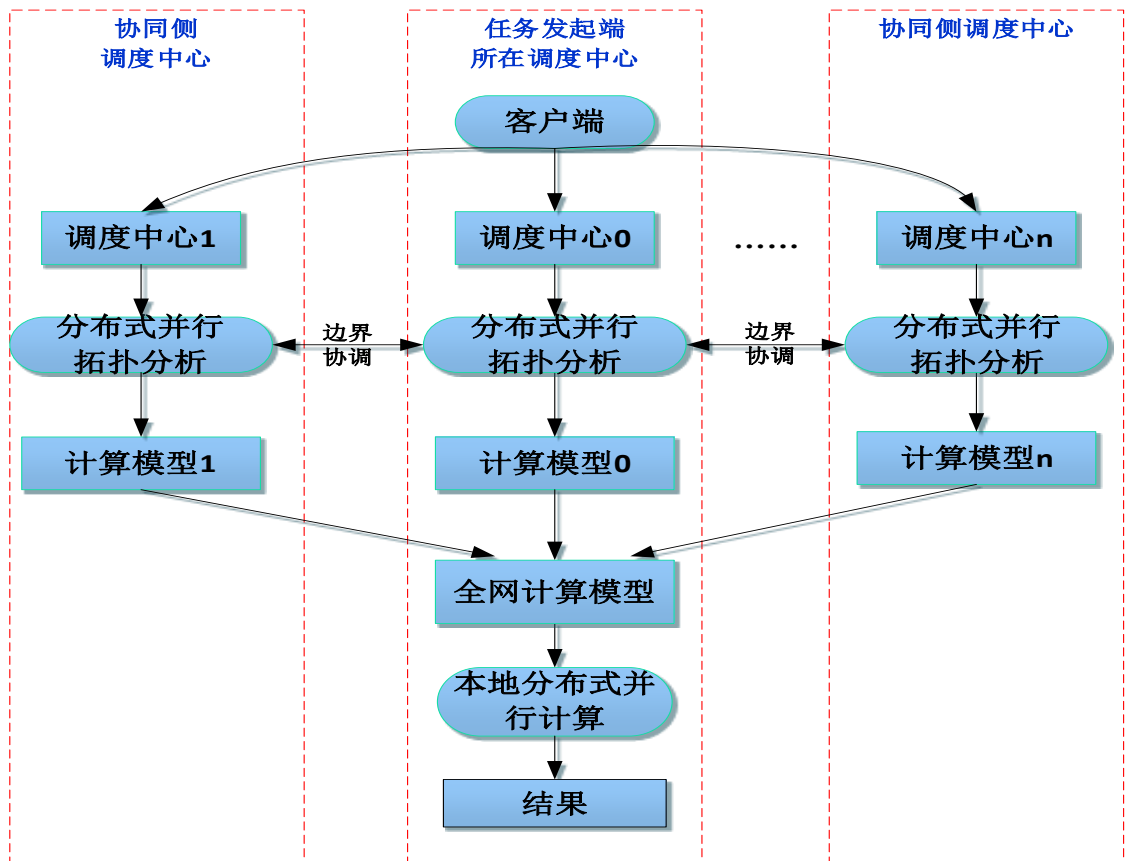 协同侧
调度中心
任务发起端
所在调度中心
协同侧调度中心
客户端
调度中心1
调度中心0
……
调度中心n
分布式并行
拓扑分析
边界
协调
分布式并行
拓扑分析
边界
协调
分布式并行
拓扑分析
计算模型1
计算模型0
计算模型n
全网计算模型
本地分布式并
行计算
结果